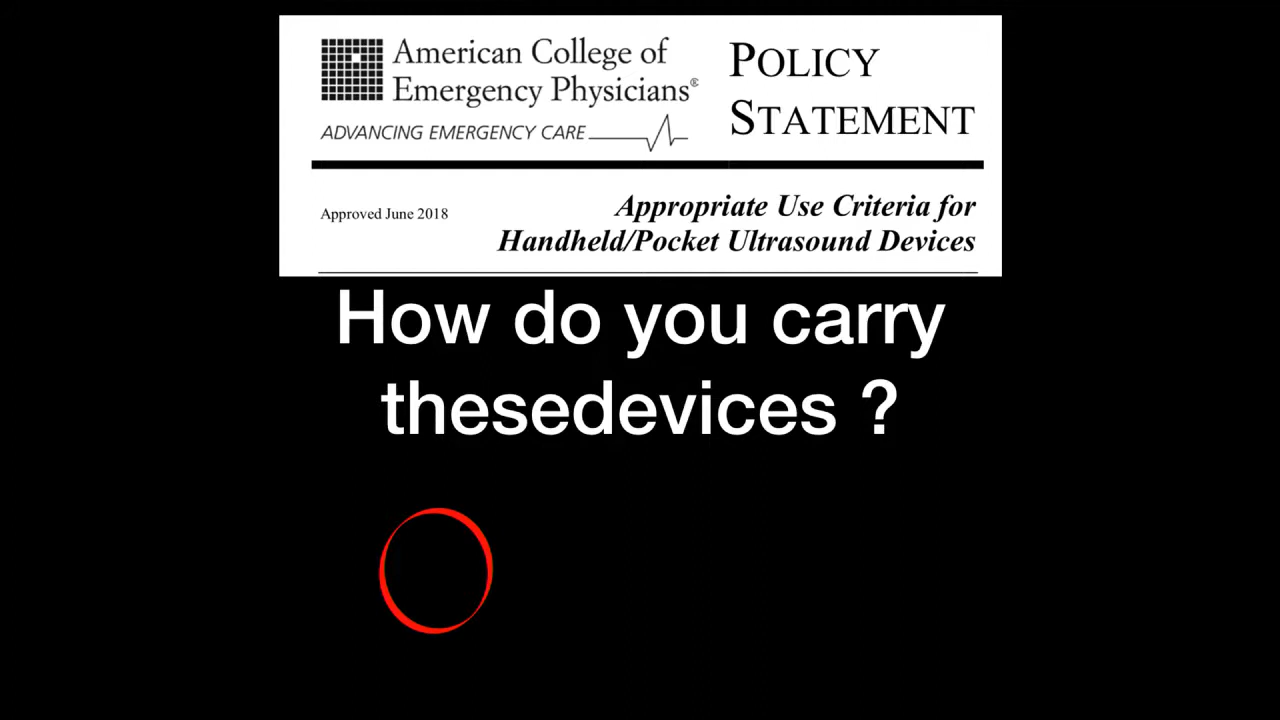 American College of
Emergency Physicians®
ADVANCING EMERGENCY CARE
POLICY
STATEMENT
Approved June 2018
Appropriate Use Criteria for
Handheld/Pocket Ultrasound Devices
How do you carry
thesedevices ?